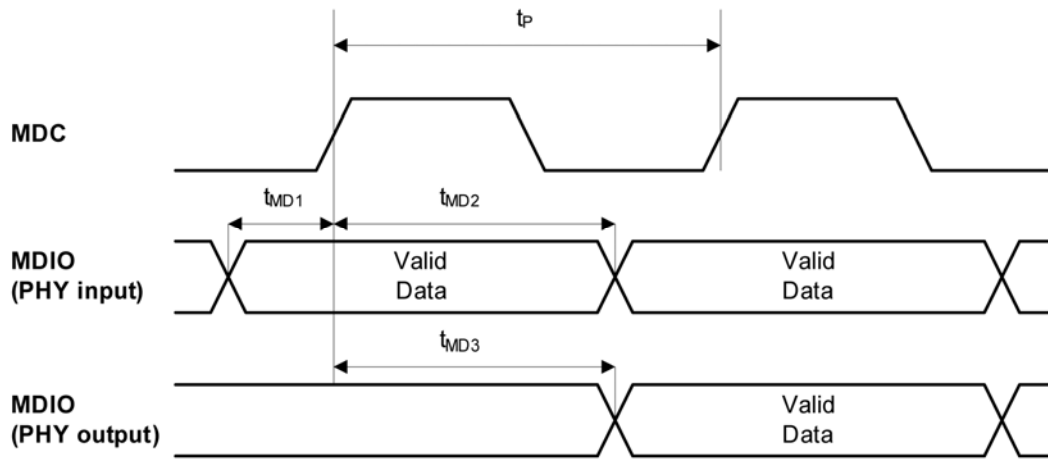 tP
MDC
tMD1
tMD2
MDIO
(PHY input)
Valid
Data
Valid
Data
tMD3
MDIO
(PHY output)
Valid
Data